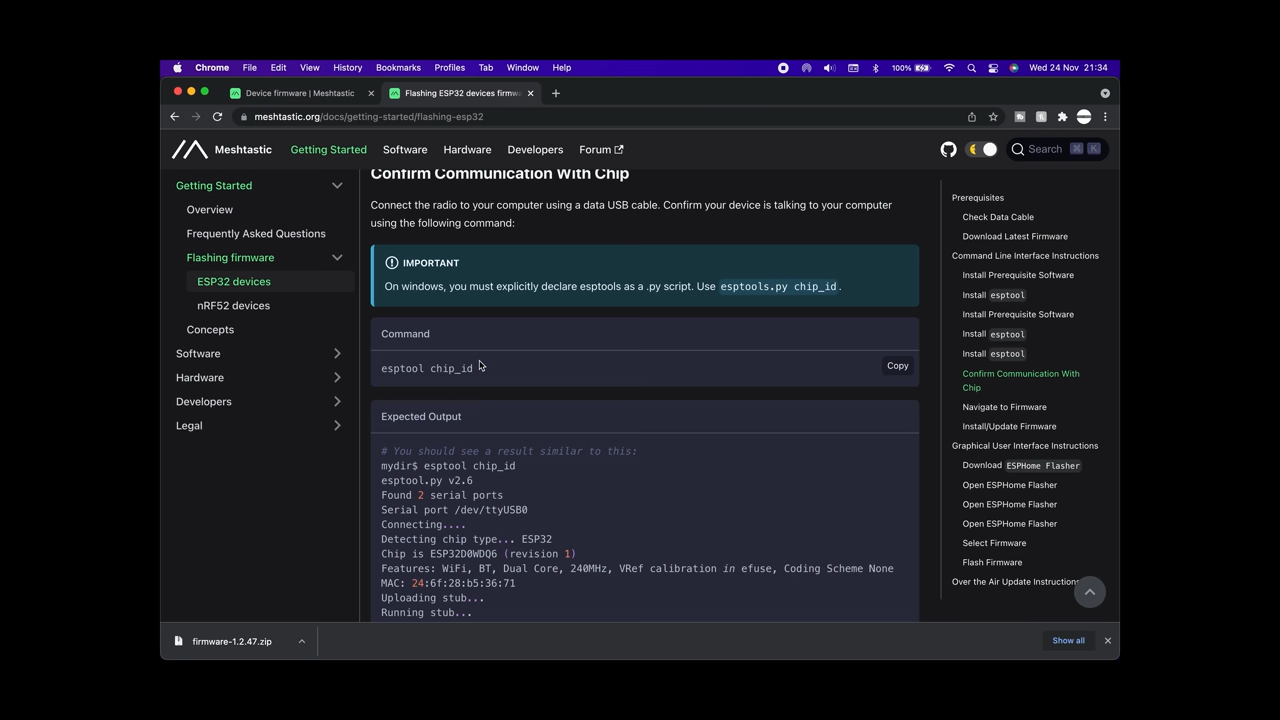 Chrome File Edit View History Bookmarks Profiles Tab Window Help 100% Wed 24 Nov 21:34
Device firmware | Meshtastic
Flashing ESP32 devices firmw
meshtastic.org/docs/getting-started/flashing-esp32
Meshtastic Getting Started Software Hardware Developers Forum Search ⌘ K
Getting Started
Overview
Frequently Asked Questions
Flashing firmware
ESP32 devices
nRF52 devices
Concepts
Software
Hardware
Developers
Legal
Confirm Communication With Chip
Connect the radio to your computer using a data USB cable. Confirm your device is talking to your computer
using the following command:
IMPORTANT
On windows, you must explicitly declare esptools as a .py script. Use esptools.py chip_id.
Command
esptool chip_id
Copy
Expected Output
# You should see a result similar to this:
mydir$ esptool chip_id
esptool.py v2.6
Found 2 serial ports
Serial port /dev/ttyUSB0
Connecting....
Detecting chip type... ESP32
Chip is ESP32D0WDQ6 (revision 1)
Features: WiFi, BT, Dual Core, 240MHz, VRef calibration in efuse, Coding Scheme None
MAC: 24:6f:28:b5:36:71
Uploading stub...
Running stub...
Prerequisites
Check Data Cable
Download Latest Firmware
Command Line Interface Instructions
Install Prerequisite Software
Install esptool
Install Prerequisite Software
Install esptool
Install esptool
Confirm Communication With
Chip
Navigate to Firmware
Install/Update Firmware
Graphical User Interface Instructions
Download ESPHome Flasher
Open ESPHome Flasher
Open ESPHome Flasher
Open ESPHome Flasher
Select Firmware
Flash Firmware
Over the Air Update Instructions
firmware-1.2.47.zip
Show all